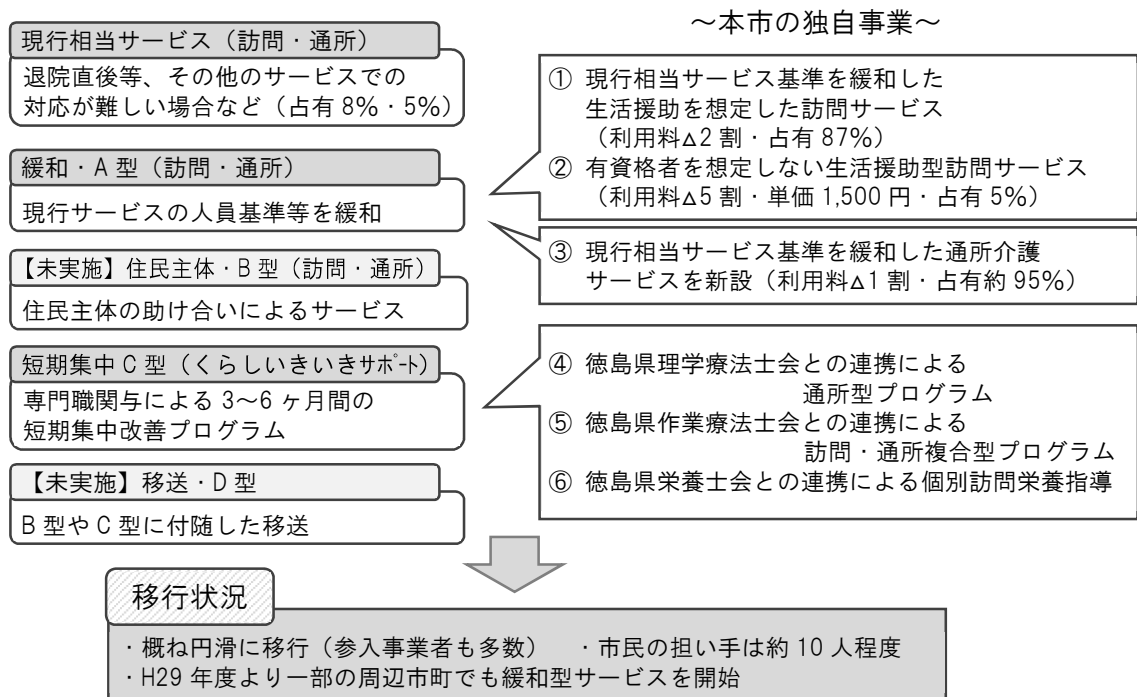 現行相当サービス（訪問・通所）
退院直後等、その他のサービスでの
対応が難しい場合など（占有 8％・5％）
緩和・A 型（訪問・通所）
現行サービスの人員基準等を緩和
【未実施】住民主体・B 型（訪問・通所）
住民主体の助け合いによるサービス
短期集中 C 型（くらしいきいきｻﾎﾟｰﾄ）
専門職関与による 3～6 ヶ月間の
短期集中改善プログラム
【未実施】移送・D 型
B 型や C 型に付随した移送
～本市の独自事業～
① 現行相当サービス基準を緩和した
生活援助を想定した訪問サービス
（利用料△2 割・占有 87％）
② 有資格者を想定しない生活援助型訪問サービス
（利用料△5 割・単価 1,500 円・占有 5％）
③ 現行相当サービス基準を緩和した通所介護
サービスを新設（利用料△1 割・占有約 95％）
④ 徳島県理学療法士会との連携による
通所型プログラム
⑤ 徳島県作業療法士会との連携による
訪問・通所複合型プログラム
⑥ 徳島県栄養士会との連携による個別訪問栄養指導
移行状況
・概ね円滑に移行（参入事業者も多数） ・市民の担い手は約 10 人程度
・H29 年度より一部の周辺市町でも緩和型サービスを開始